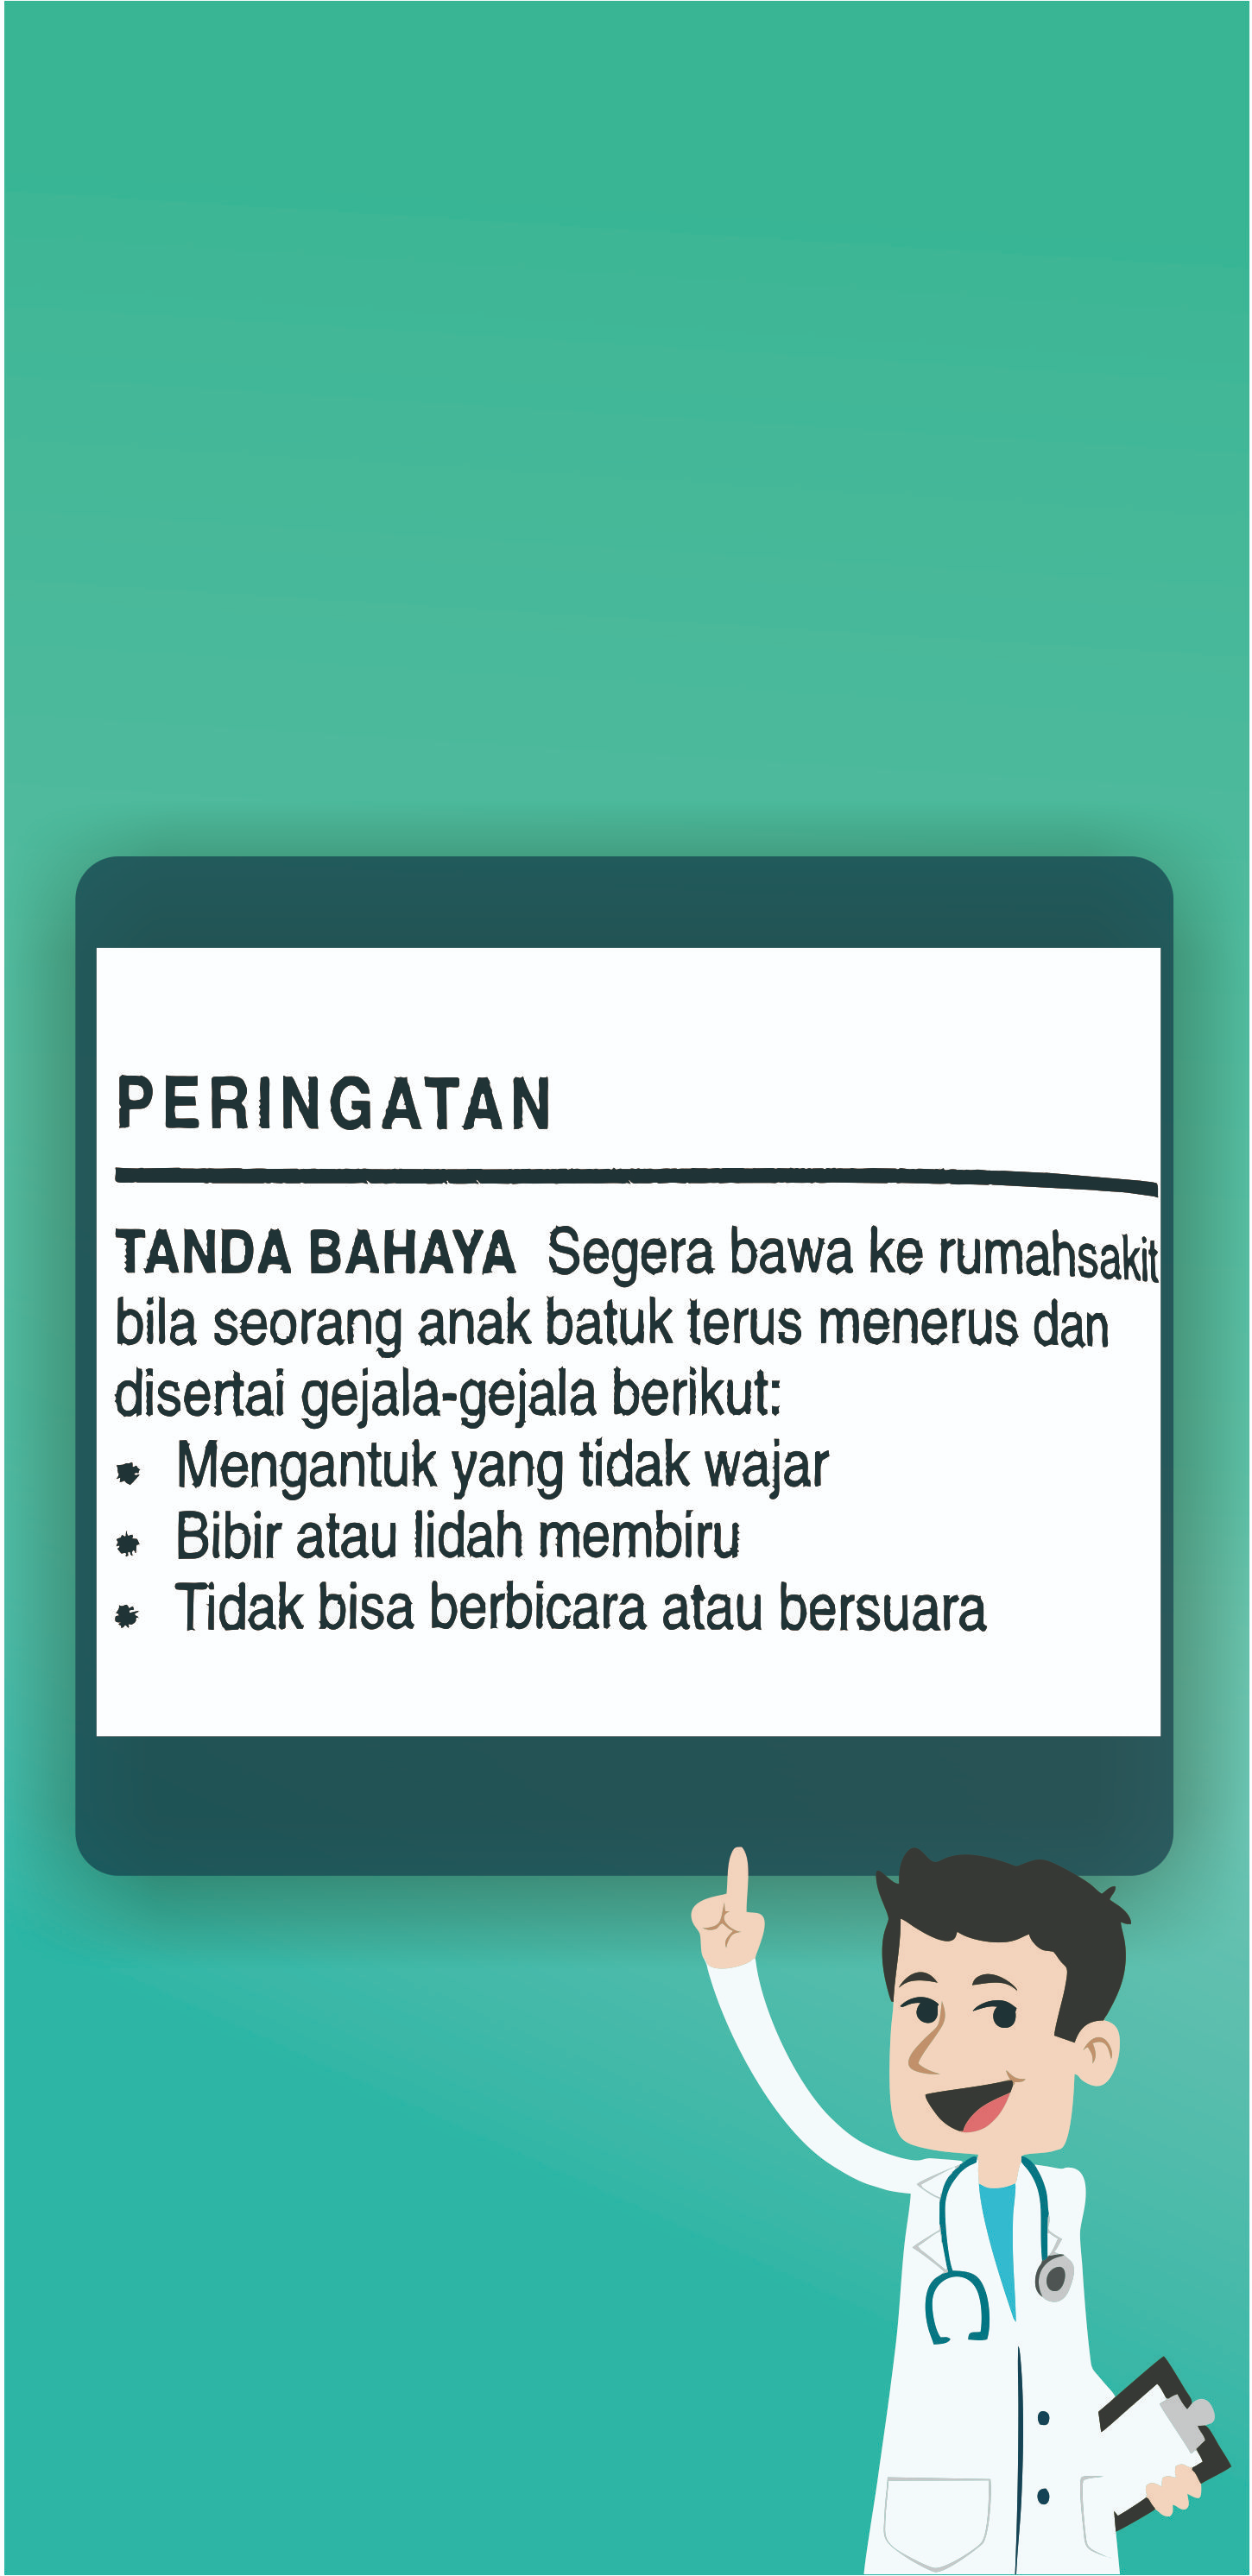 PERINGATAN
TANDA BAHAYA Segera bawa ke rumahsakit
bila seorang anak batuk terus menerus dan
disertai gejala-gejala berikut:
* Mengantuk yang tidak wajar
* Bibir atau lidah membiru
* Tidak bisa berbicara atau bersuara